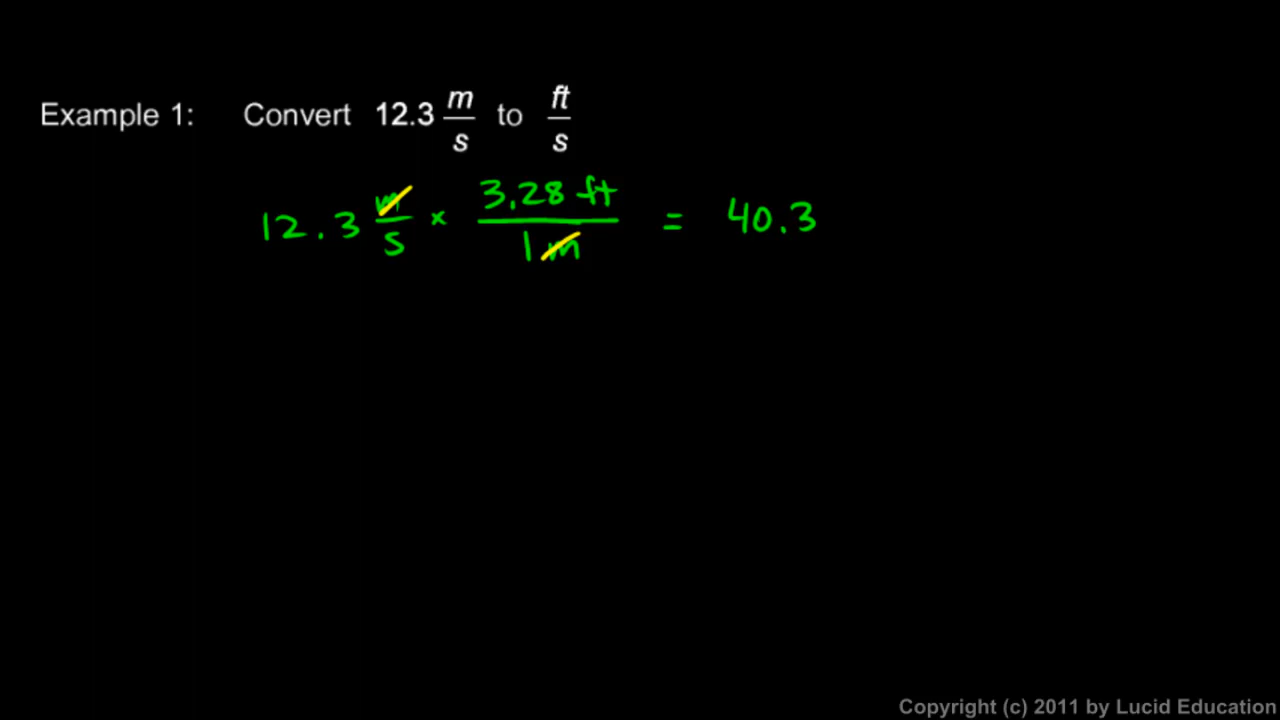 Example 1: Convert 12.3 m/s to ft/s
12.3 m/s × 3.28 ft/1 m = 40.3
Copyright (c) 2011 by Lucid Education